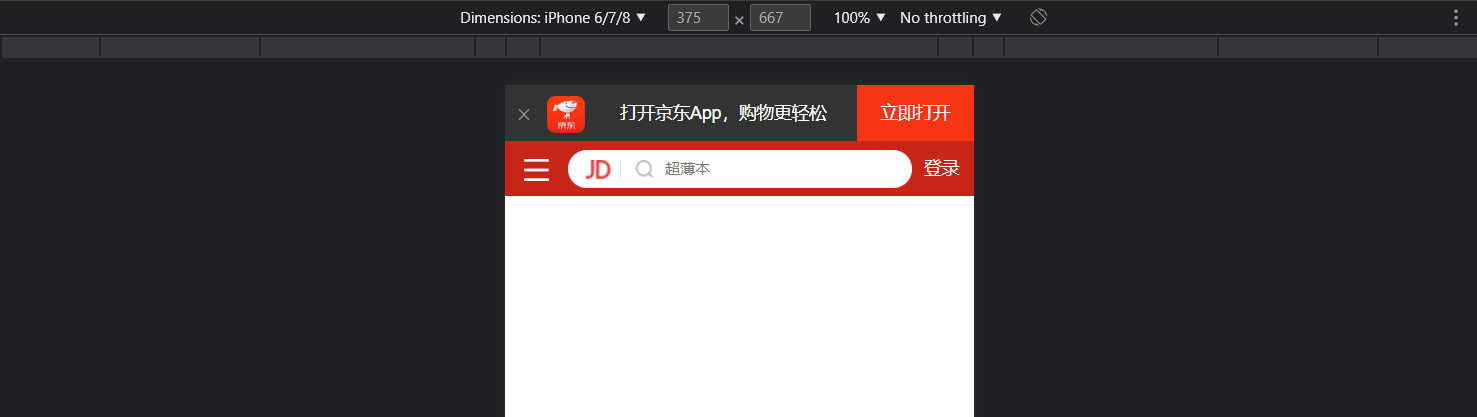 Dimensions: iPhone 6/7/8 ▼ 375 × 667 100% ▼ No throttling ▼
× 京东 打开京东App，购物更轻松 立即打开
JD 超薄本 登录